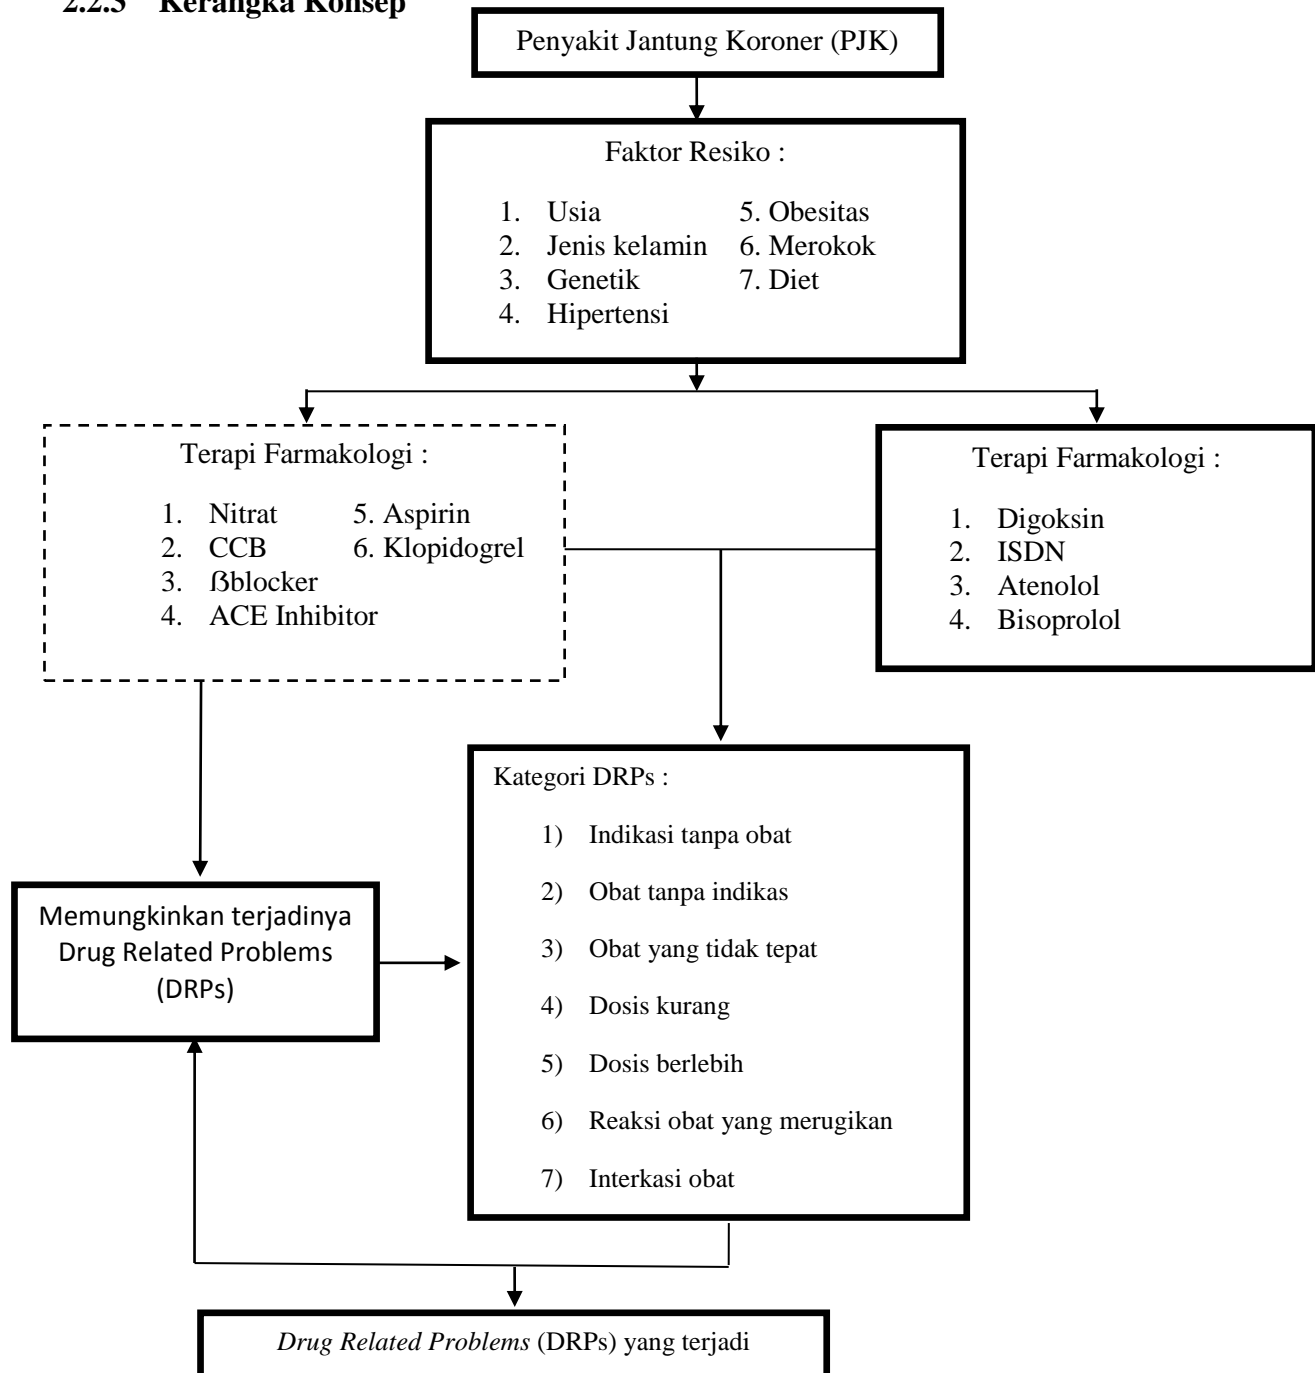 2.2.3 Kerangka Konsep
Penyakit Jantung Koroner (PJK)
Faktor Resiko :
1. Usia
2. Jenis kelamin
3. Genetik
4. Hipertensi
5. Obesitas
6. Merokok
7. Diet
Terapi Farmakologi :
1. Nitrat
2. CCB
3. ẞblocker
4. ACE Inhibitor
5. Aspirin
6. Klopidogrel
Terapi Farmakologi :
1. Digoksin
2. ISDN
3. Atenolol
4. Bisoprolol
Kategori DRPs :
1) Indikasi tanpa obat
2) Obat tanpa indikas
3) Obat yang tidak tepat
4) Dosis kurang
5) Dosis berlebih
6) Reaksi obat yang merugikan
7) Interkasi obat
Memungkinkan terjadinya
Drug Related Problems
(DRPs)
Drug Related Problems (DRPs) yang terjadi